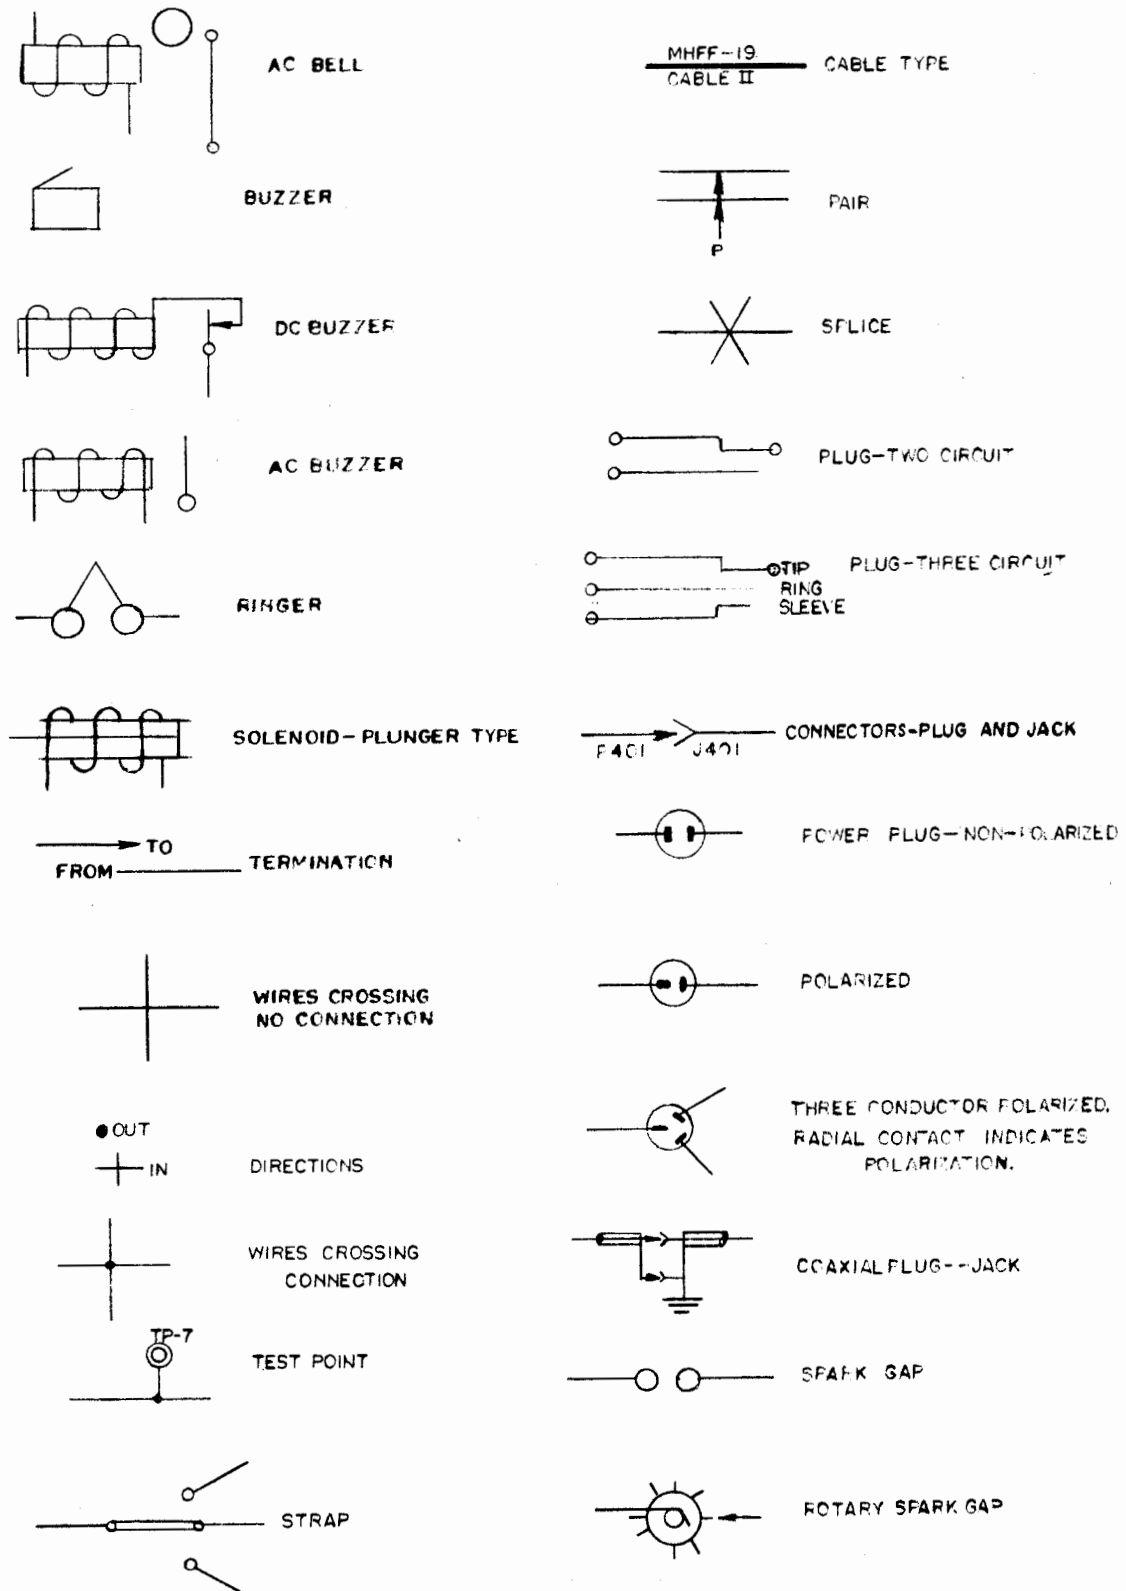 AC BELL
BUZZER
DC BUZZER
AC BUZZER
RINGER
SOLENOID-PLUNGER TYPE
TO
FROM
TERMINATION
WIRES CROSSING
NO CONNECTION
OUT
IN
DIRECTIONS
WIRES CROSSING
CONNECTION
TP-7
TEST POINT
STRAP
MHFF-19
CABLE II
CABLE TYPE
PAIR
P
SPLICE
PLUG-TWO CIRCUIT
TIP
RING
SLEEVE
PLUG-THREE CIRCUIT
P401
J401
CONNECTORS-PLUG AND JACK
POWER PLUG-NON-POLARIZED
POLARIZED
THREE CONDUCTOR POLARIZED.
RADIAL CONTACT INDICATES
POLARIZATION.
COAXIAL PLUG--JACK
SPARK GAP
ROTARY SPARK GAP